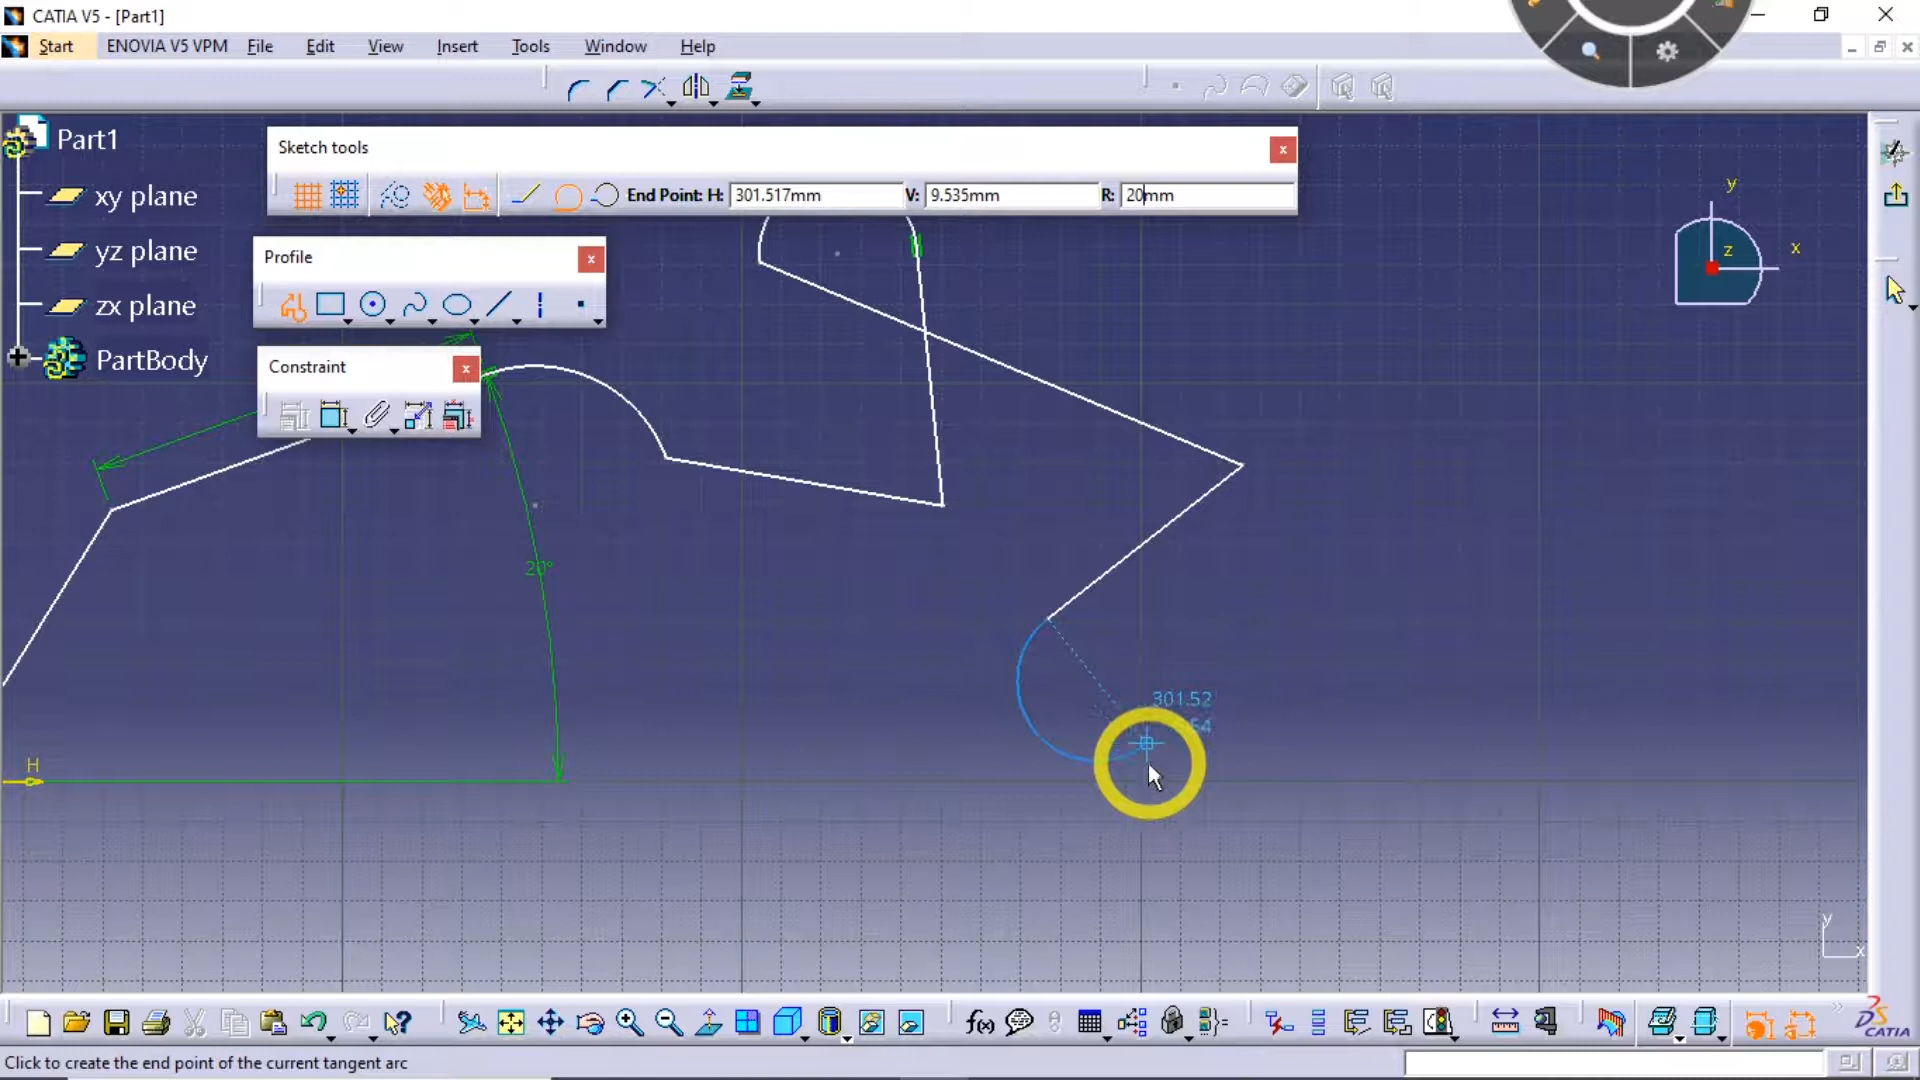 CATIA V5 - [Part1]
Start ENOVIA V5 VPM File Edit View Insert Tools Window Help
Part1
xy plane
yz plane
zx plane
PartBody
Sketch tools
End Point: H: 301.517mm V: 9.535mm R: 20mm
Profile
Constraint
y
x
z
20°
301.52
H
y
x
f(x)
CATIA
Click to create the end point of the current tangent arc